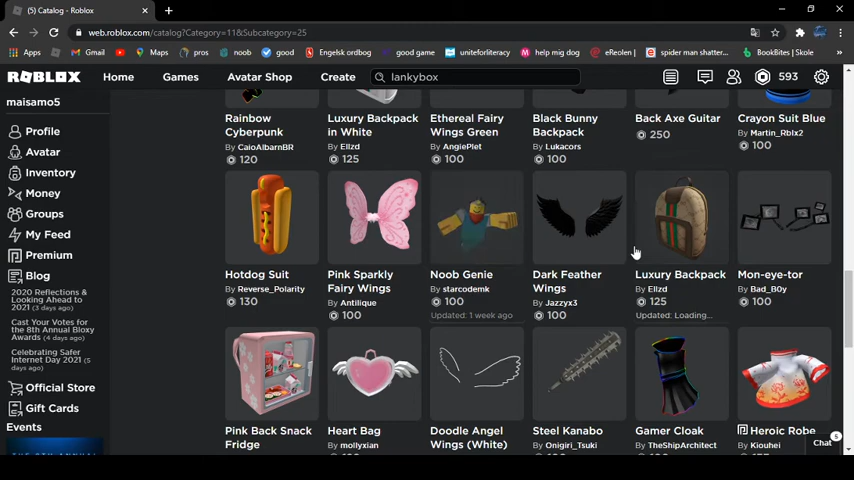 (5) Catalog - Roblox
web.roblox.com/catalog?Category=11&Subcategory=25
Apps Gmail YouTube Maps pros noob good Engelsk ordbog good game uniteforliteracy help mig dog eReolen | spider man shatter... BookBites | Skole
ROBLOX Home Games Avatar Shop Create lankybox 593
maisamo5
Profile
Avatar
Inventory
Money
Groups
My Feed
Premium
Blog
2020 Reflections &
Looking Ahead to
2021 (3 days ago)
Cast Your Votes for
the 8th Annual Bloxy
Awards (4 days ago)
Celebrating Safer
Internet Day 2021 (5
days ago)
Official Store
Gift Cards
Events
Rainbow
Cyberpunk
By CaioAlbarnBR
120
Luxury Backpack
in White
By Ellzd
125
Ethereal Fairy
Wings Green
By AngiePlet
100
Black Bunny
Backpack
By Lukacors
100
Back Axe Guitar
250
Crayon Suit Blue
By Martin_Rblx2
100
Hotdog Suit
By Reverse_Polarity
130
Pink Sparkly
Fairy Wings
By Antilique
100
Noob Genie
By starcodemk
100
Updated: 1 week ago
Dark Feather
Wings
By Jazzyx3
100
Luxury Backpack
By Ellzd
125
Updated: Loading...
Mon-eye-tor
By Bad_B0y
100
Pink Back Snack
Fridge
Heart Bag
By mollyxian
Doodle Angel
Wings (White)
Steel Kanabo
By Onigiri_Tsuki
Gamer Cloak
By TheShipArchitect
Heroic Robe
By Kiouhei
Chat 5